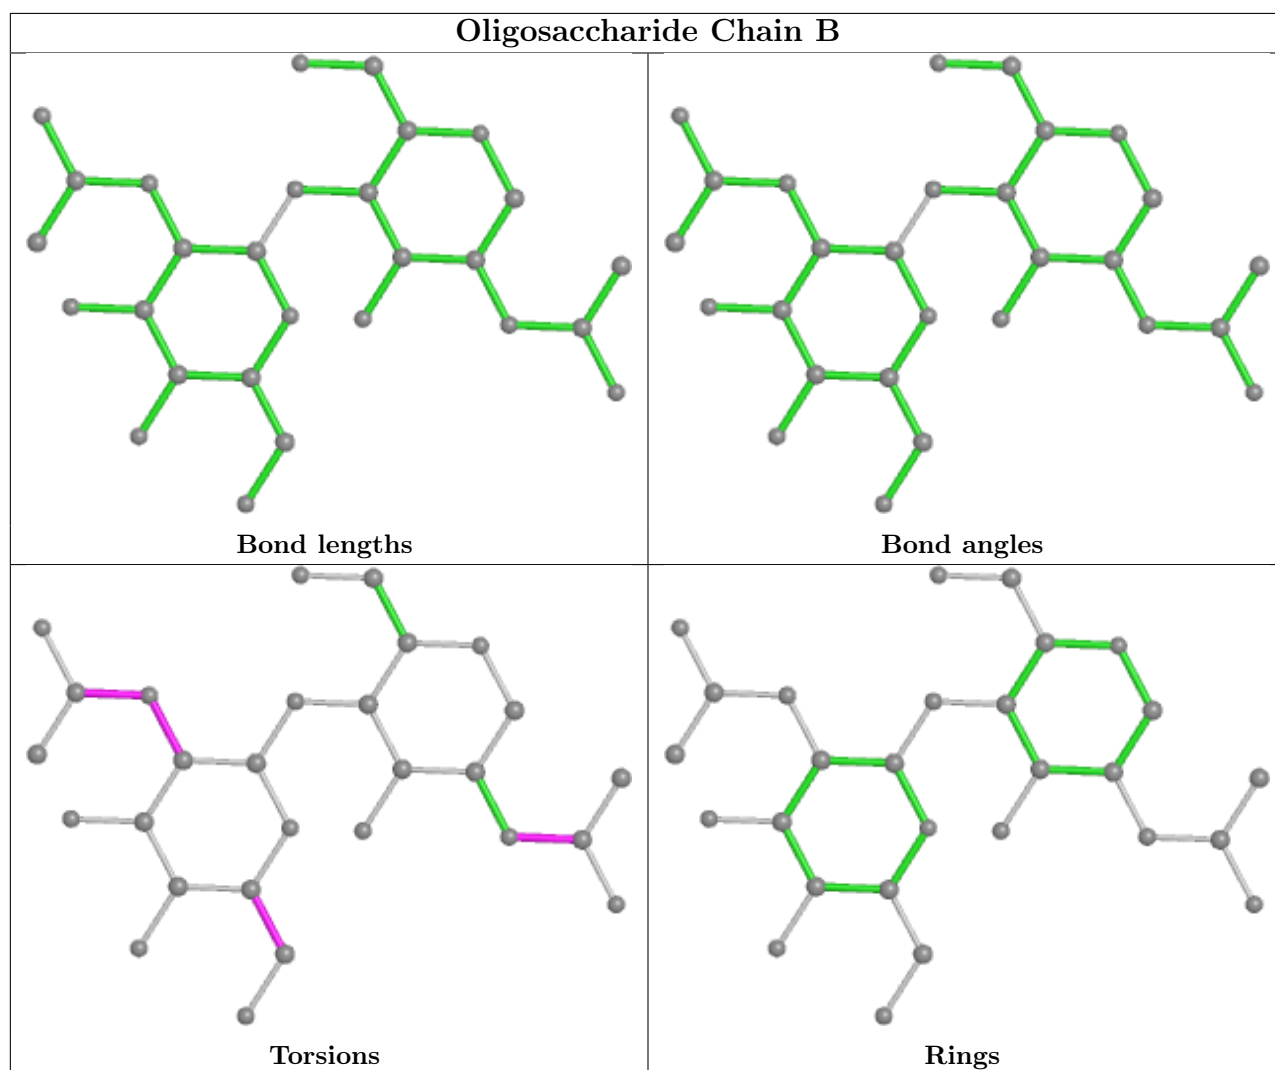 Oligosaccharide Chain B
Bond lengths
Bond angles
Torsions
Rings